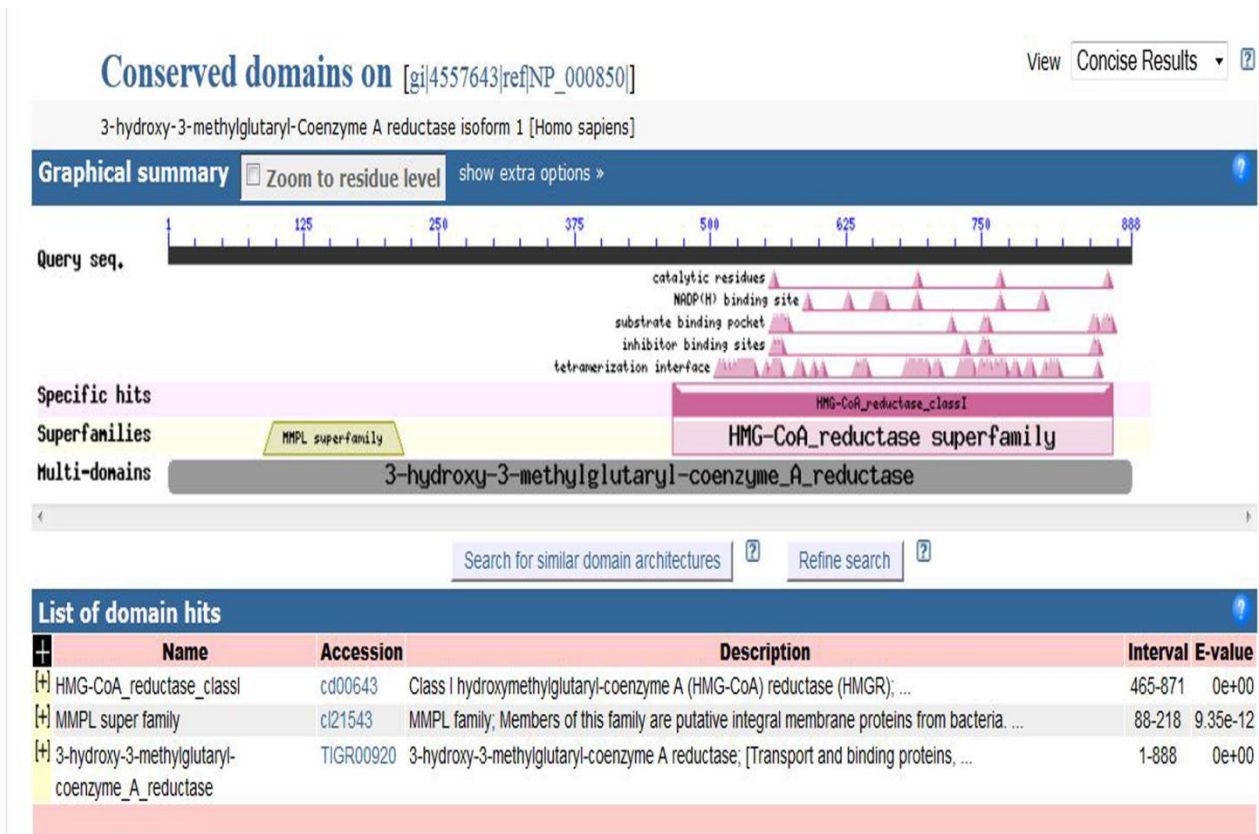 Conserved domains on [gi|4557643|ref|NP_000850|]
View Concise Results ?
3-hydroxy-3-methylglutaryl-Coenzyme A reductase isoform 1 [Homo sapiens]
Graphical summary Zoom to residue level show extra options » ?
1 125 250 375 500 625 750 888
Query seq.
catalytic residues
NADP(H) binding site
substrate binding pocket
inhibitor binding sites
tetramerization interface
Specific hits HMG-CoA_reductase_classI
Superfamilies MMPL superfamily HMG-CoA_reductase superfamily
Multi-domains 3-hydroxy-3-methylglutaryl-coenzyme_A_reductase
Search for similar domain architectures ? Refine search ?
List of domain hits ?
+ Name Accession Description Interval E-value
[+] HMG-CoA_reductase_classI cd00643 Class I hydroxymethylglutaryl-coenzyme A (HMG-CoA) reductase (HMGR); ... 465-871 0e+00
[+] MMPL super family cl21543 MMPL family; Members of this family are putative integral membrane proteins from bacteria. ... 88-218 9.35e-12
[+] 3-hydroxy-3-methylglutaryl- TIGR00920 3-hydroxy-3-methylglutaryl-coenzyme A reductase; [Transport and binding proteins, ... 1-888 0e+00
coenzyme_A_reductase